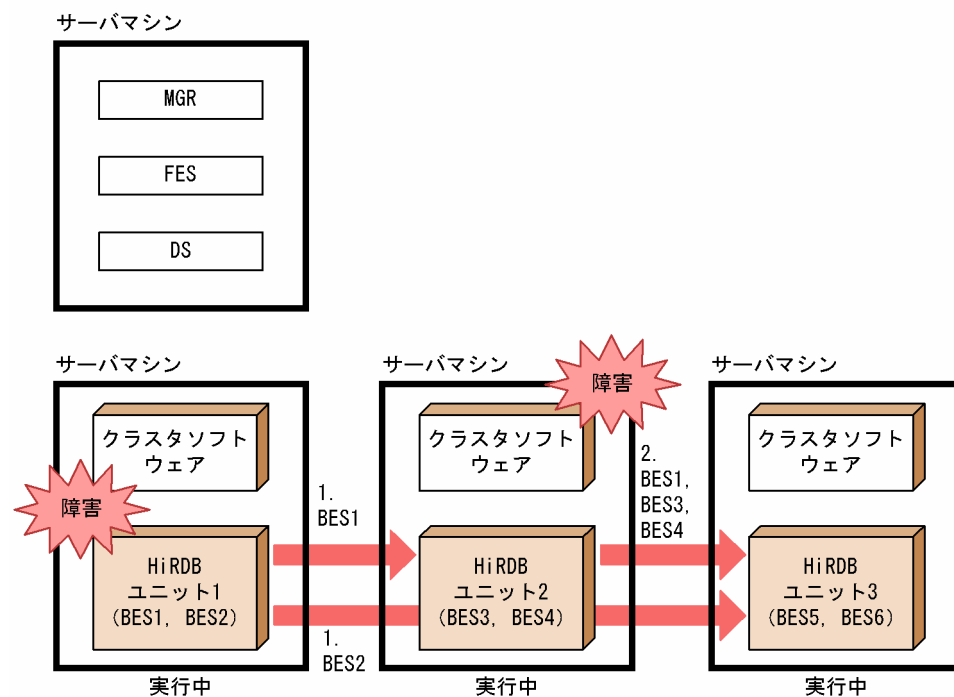 サーバマシン
MGR
FES
DS
サーバマシン
サーバマシン
サーバマシン
障害
クラスタソフト
ウェア
クラスタソフト
ウェア
クラスタソフト
ウェア
障害
1.
BES1
2.
BES1,
BES3,
BES4
HiRDB
ユニット1
(BES1, BES2)
HiRDB
ユニット2
(BES3, BES4)
HiRDB
ユニット3
(BES5, BES6)
1.
BES2
実行中
実行中
実行中